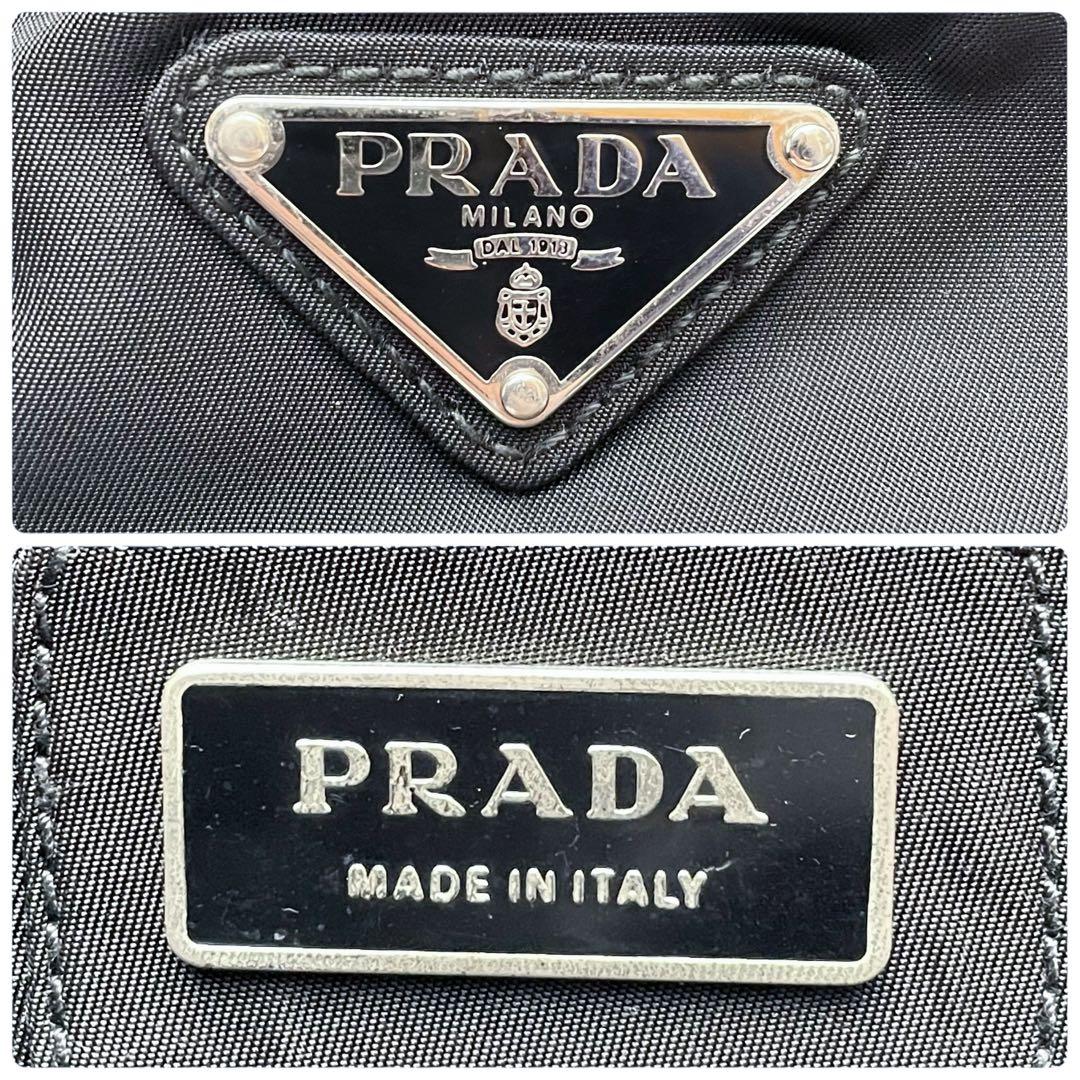 PRADA
MILANO
DAL 1913
PRADA
MADE IN ITALY